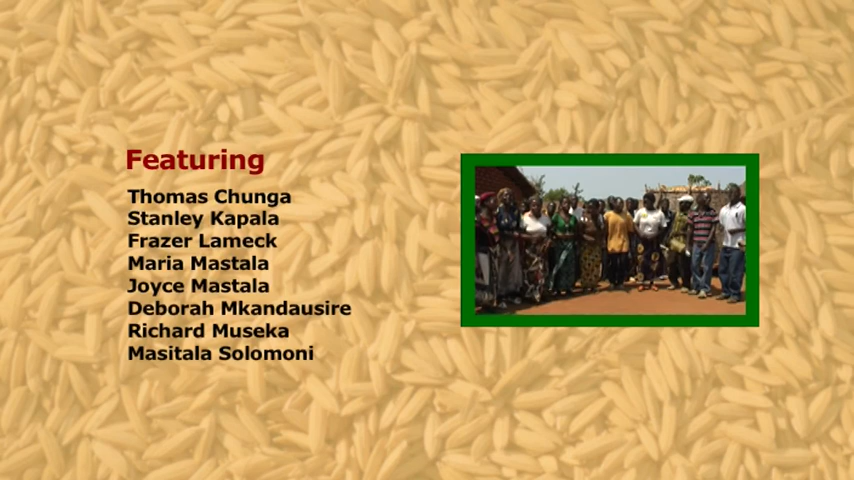 Featuring
Thomas Chunga
Stanley Kapala
Frazer Lameck
Maria Mastala
Joyce Mastala
Deborah Mkandausire
Richard Museka
Masitala Solomoni